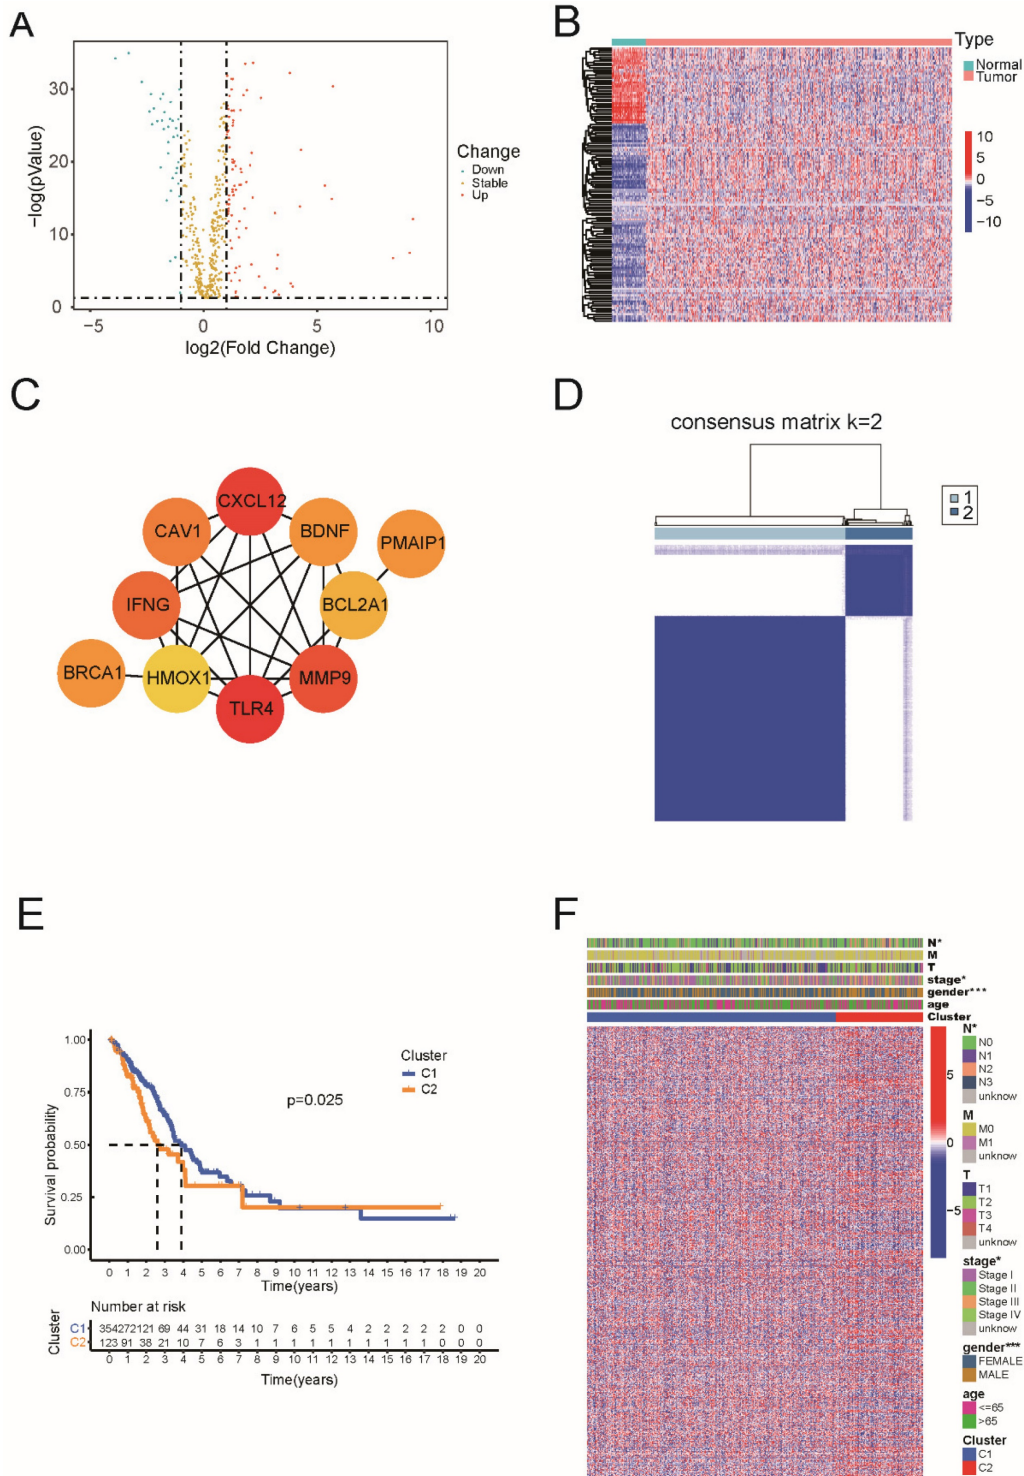 A
30
20
10
0
−log(pValue)
−5
0
5
10
log2(Fold Change)
Change
Down
Stable
Up
B
Type
Normal
Tumor
10
5
0
−5
−10
C
CXCL12
CAV1
BDNF
PMAIP1
IFNG
BCL2A1
BRCA1
HMOX1
MMP9
TLR4
D
consensus matrix k=2
1
2
E
Survival probability
1.00
0.75
0.50
0.25
0.00
Cluster
C1
C2
p=0.025
0 1 2 3 4 5 6 7 8 9 10 11 12 13 14 15 16 17 18 19 20
Time(years)
Number at risk
Cluster
C1 354 272 121 69 44 31 18 14 10 7 6 5 5 4 2 2 2 2 2 0 0
C2 123 91 38 21 10 7 6 3 1 1 1 1 1 1 1 1 1 1 0 0 0
0 1 2 3 4 5 6 7 8 9 10 11 12 13 14 15 16 17 18 19 20
Time(years)
F
N*
M
T
stage*
gender***
age
Cluster
5
0
−5
N*
N0
N1
N2
N3
unknow
M
M0
M1
unknow
T
T1
T2
T3
T4
unknow
stage*
Stage I
Stage II
Stage III
Stage IV
unknow
gender***
FEMALE
MALE
age
<=65
>65
Cluster
C1
C2